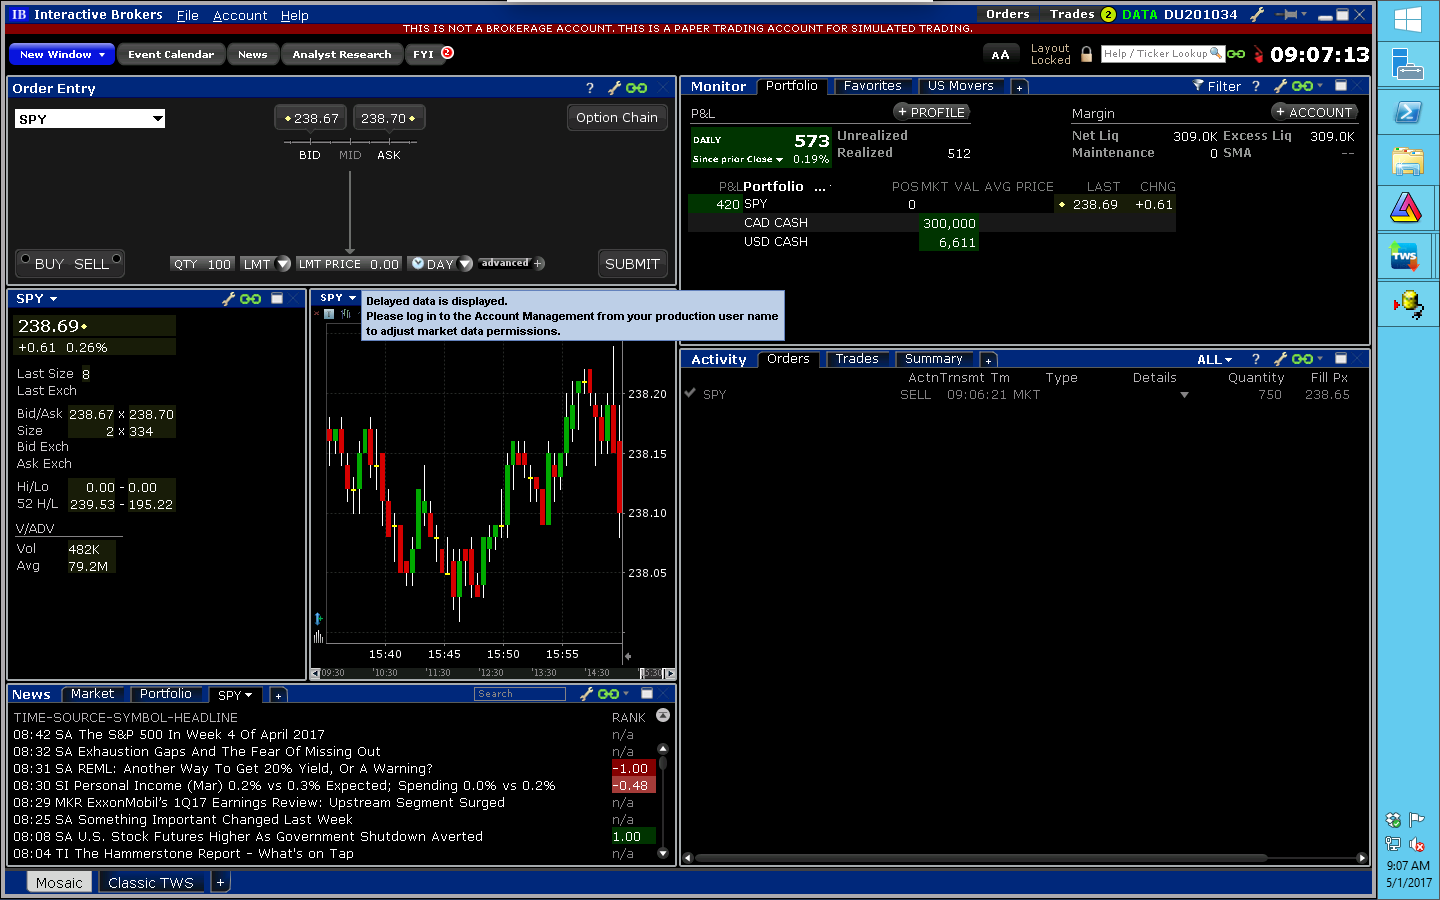 IB Interactive Brokers File Account Help Orders Trades 2 DATA DU201034
THIS IS NOT A BROKERAGE ACCOUNT. THIS IS A PAPER TRADING ACCOUNT FOR SIMULATED TRADING.
New Window Event Calendar News Analyst Research FYI 2 AA Layout Locked Help / Ticker Lookup 09:07:13
Order Entry ?
SPY 238.67 238.70 Option Chain
BID MID ASK
BUY SELL QTY 100 LMT LMT PRICE 0.00 DAY advanced + SUBMIT
Monitor Portfolio Favorites US Movers + Filter ?
P&L + PROFILE Margin + ACCOUNT
DAILY 573 Unrealized Net Liq 309.0K Excess Liq 309.0K
Since prior Close 0.19% Realized 512 Maintenance 0 SMA --
P&L Portfolio ... POS MKT VAL AVG PRICE LAST CHNG
420 SPY 0 238.69 +0.61
CAD CASH 300,000
USD CASH 6,611
SPY
238.69
+0.61 0.26%
Last Size 8
Last Exch
Bid/Ask 238.67 x 238.70
Size 2 x 334
Bid Exch
Ask Exch
Hi/Lo 0.00 - 0.00
52 H/L 239.53 - 195.22
V/ADV
Vol 482K
Avg 79.2M
SPY
Delayed data is displayed.
Please log in to the Account Management from your production user name
to adjust market data permissions.
238.20
238.15
238.10
238.05
15:40 15:45 15:50 15:55
09:30 10:30 11:30 12:30 13:30 14:30 15:30
Activity Orders Trades Summary + ALL ?
Actn Trnsmt Tm Type Details Quantity Fill Px
SPY SELL 09:06:21 MKT 750 238.65
News Market Portfolio SPY + Search
TIME-SOURCE-SYMBOL-HEADLINE RANK
08:42 SA The S&P 500 In Week 4 Of April 2017 n/a
08:32 SA Exhaustion Gaps And The Fear Of Missing Out n/a
08:31 SA REML: Another Way To Get 20% Yield, Or A Warning? -1.00
08:30 SI Personal Income (Mar) 0.2% vs 0.3% Expected; Spending 0.0% vs 0.2% -0.48
08:29 MKR ExxonMobil's 1Q17 Earnings Review: Upstream Segment Surged n/a
08:25 SA Something Important Changed Last Week n/a
08:08 SA U.S. Stock Futures Higher As Government Shutdown Averted 1.00
08:04 TI The Hammerstone Report - What's on Tap n/a
Mosaic Classic TWS +
TWS
9:07 AM
5/1/2017